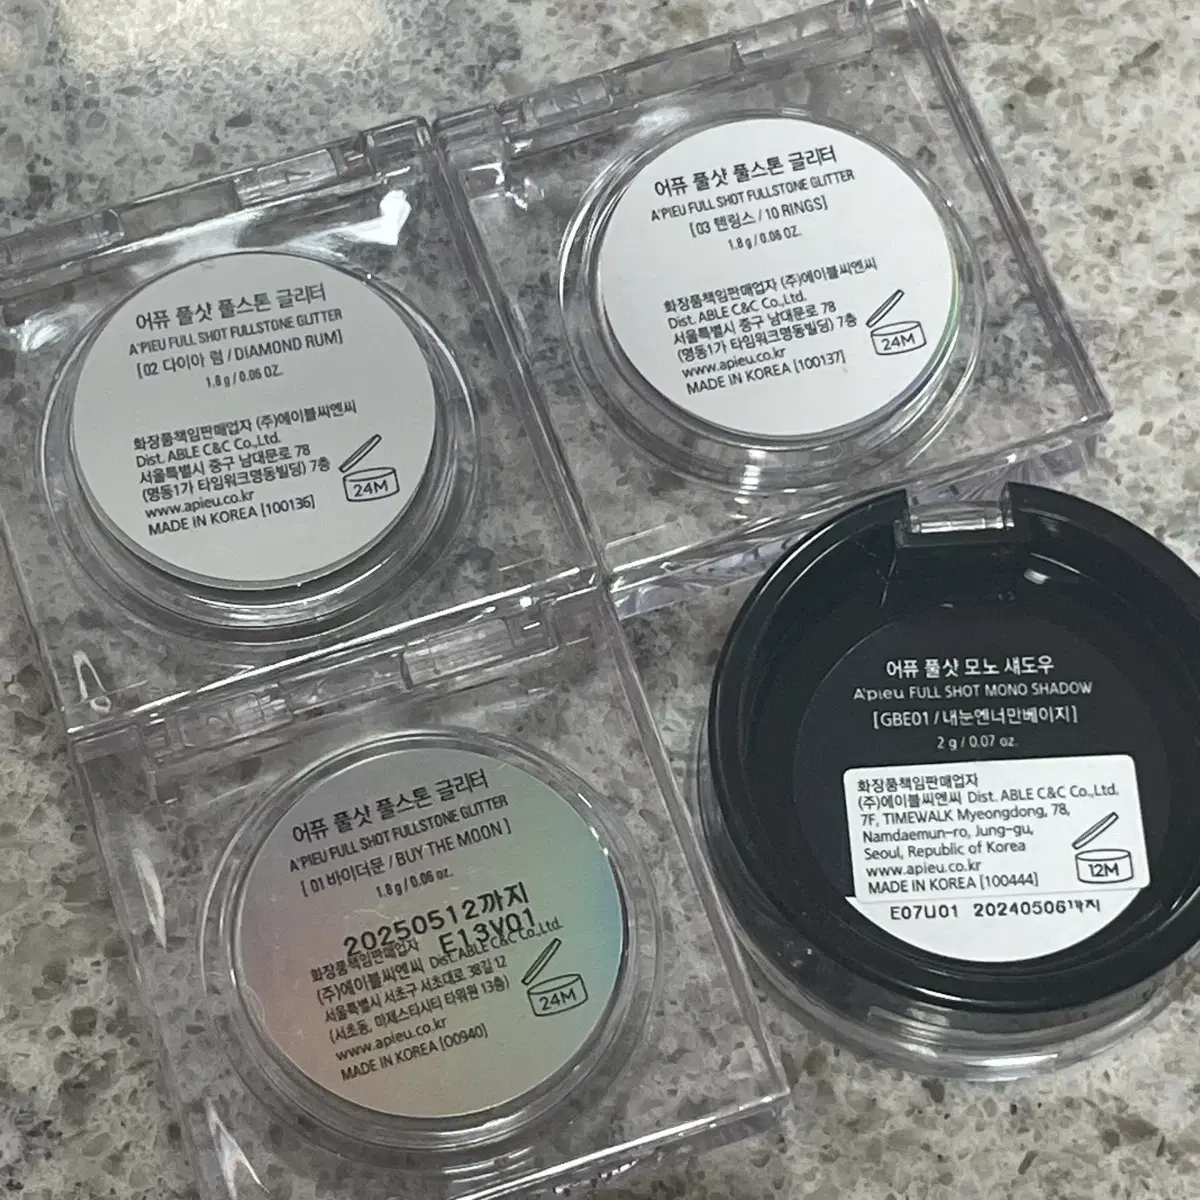 어퓨 풀샷 풀스톤 글리터
A'PIEU FULL SHOT FULLSTONE GLITTER
[02 다이아 럼 / DIAMOND RUM]
1.8 g / 0.06 OZ.
화장품책임판매업자 (주)에이블씨엔씨
Dist. ABLE C&C Co.,Ltd.
서울특별시 중구 남대문로 78
(명동1가 타임워크명동빌딩) 7층
www.apieu.co.kr
MADE IN KOREA [100136]
24M
어퓨 풀샷 풀스톤 글리터
A'PIEU FULL SHOT FULLSTONE GLITTER
[03 텐링스 / 10 RINGS]
1.8 g / 0.06 OZ.
화장품책임판매업자 (주)에이블씨엔씨
Dist. ABLE C&C Co.,Ltd.
서울특별시 중구 남대문로 78
(명동1가 타임워크명동빌딩) 7층
www.apieu.co.kr
MADE IN KOREA [100137]
24M
어퓨 풀샷 풀스톤 글리터
A'PIEU FULL SHOT FULLSTONE GLITTER
[ 01 바이더문 / BUY THE MOON ]
1.8 g / 0.06 oz.
20250512까지
E13V01
화장품책임판매업자
(주)에이블씨엔씨 Dist. ABLE C&C Co.,Ltd.
서울특별시 서초구 서초대로 38길 12
(서초동, 마제스타시티 타워원 13층)
www.apieu.co.kr
MADE IN KOREA [00940]
24M
어퓨 풀샷 모노 섀도우
A'pieu FULL SHOT MONO SHADOW
[GBE01 / 내눈엔너만베이지]
2 g / 0.07 oz.
화장품책임판매업자
(주)에이블씨엔씨 Dist. ABLE C&C Co.,Ltd.
7F, TIMEWALK Myeongdong, 78,
Namdaemun-ro, Jung-gu,
Seoul, Republic of Korea
www.apieu.co.kr
MADE IN KOREA [100444]
12M
E07U01 20240506까지